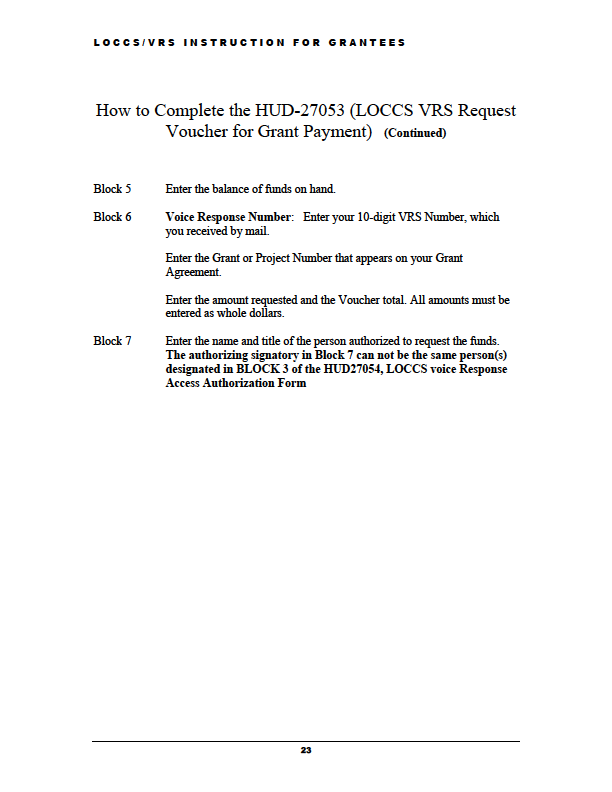 LOCCS/VRS INSTRUCTION FOR GRANTEES
How to Complete the HUD-27053 (LOCCS VRS Request
Voucher for Grant Payment) (Continued)
Block 5 Enter the balance of funds on hand.
Block 6 Voice Response Number: Enter your 10-digit VRS Number, which
you received by mail.
Enter the Grant or Project Number that appears on your Grant
Agreement.
Enter the amount requested and the Voucher total. All amounts must be
entered as whole dollars.
Block 7 Enter the name and title of the person authorized to request the funds.
The authorizing signatory in Block 7 can not be the same person(s)
designated in BLOCK 3 of the HUD27054, LOCCS voice Response
Access Authorization Form
23